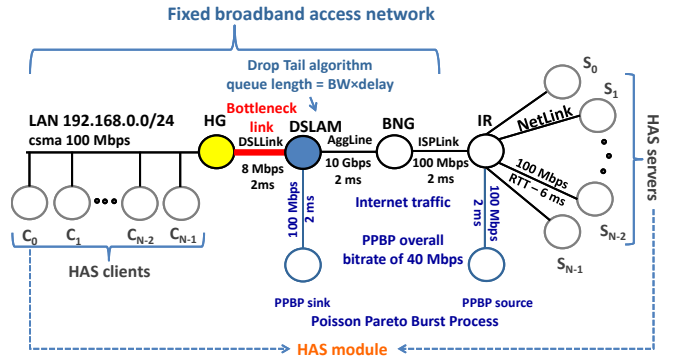 Fixed broadband access network
Drop Tail algorithm
queue length = BW×delay
LAN 192.168.0.0/24
csma 100 Mbps
HG
Bottleneck
link
DSLLink
8 Mbps
2ms
DSLAM
AggLine
10 Gbps
2 ms
BNG
ISPLink
100 Mbps
2 ms
IR
NetLink
100 Mbps
RTT – 6 ms
S0
S1
SN-2
SN-1
HAS servers
C0
C1
CN-2
CN-1
HAS clients
100 Mbps
2 ms
Internet traffic
PPBP overall
bitrate of 40 Mbps
100 Mbps
2 ms
PPBP sink
PPBP source
Poisson Pareto Burst Process
HAS module